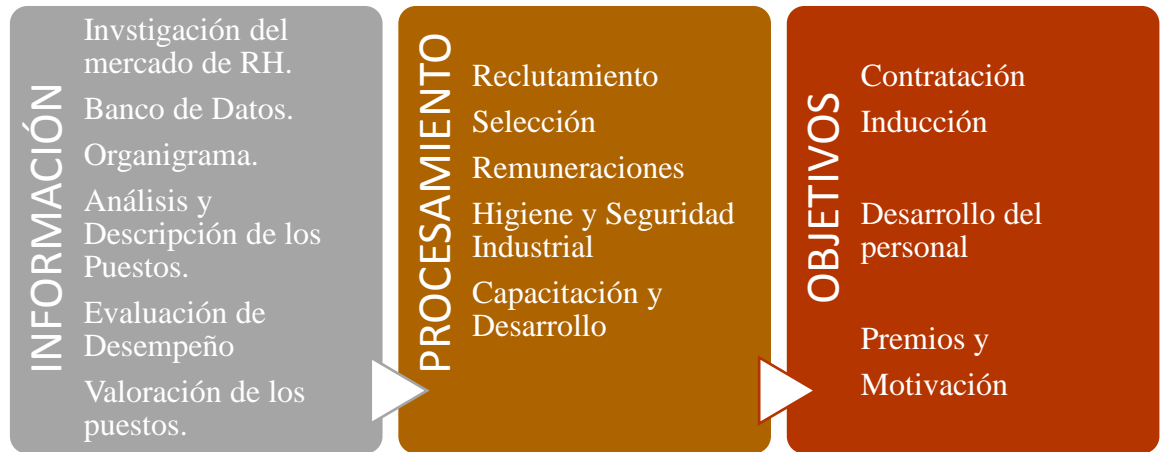 INFORMACIÓN
Invstigación del
mercado de RH.
Banco de Datos.
Organigrama.
Análisis y
Descripción de los
Puestos.
Evaluación de
Desempeño
Valoración de los
puestos.
PROCESAMIENTO
Reclutamiento
Selección
Remuneraciones
Higiene y Seguridad
Industrial
Capacitación y
Desarrollo
OBJETIVOS
Contratación
Inducción
Desarrollo del
personal
Premios y
Motivación